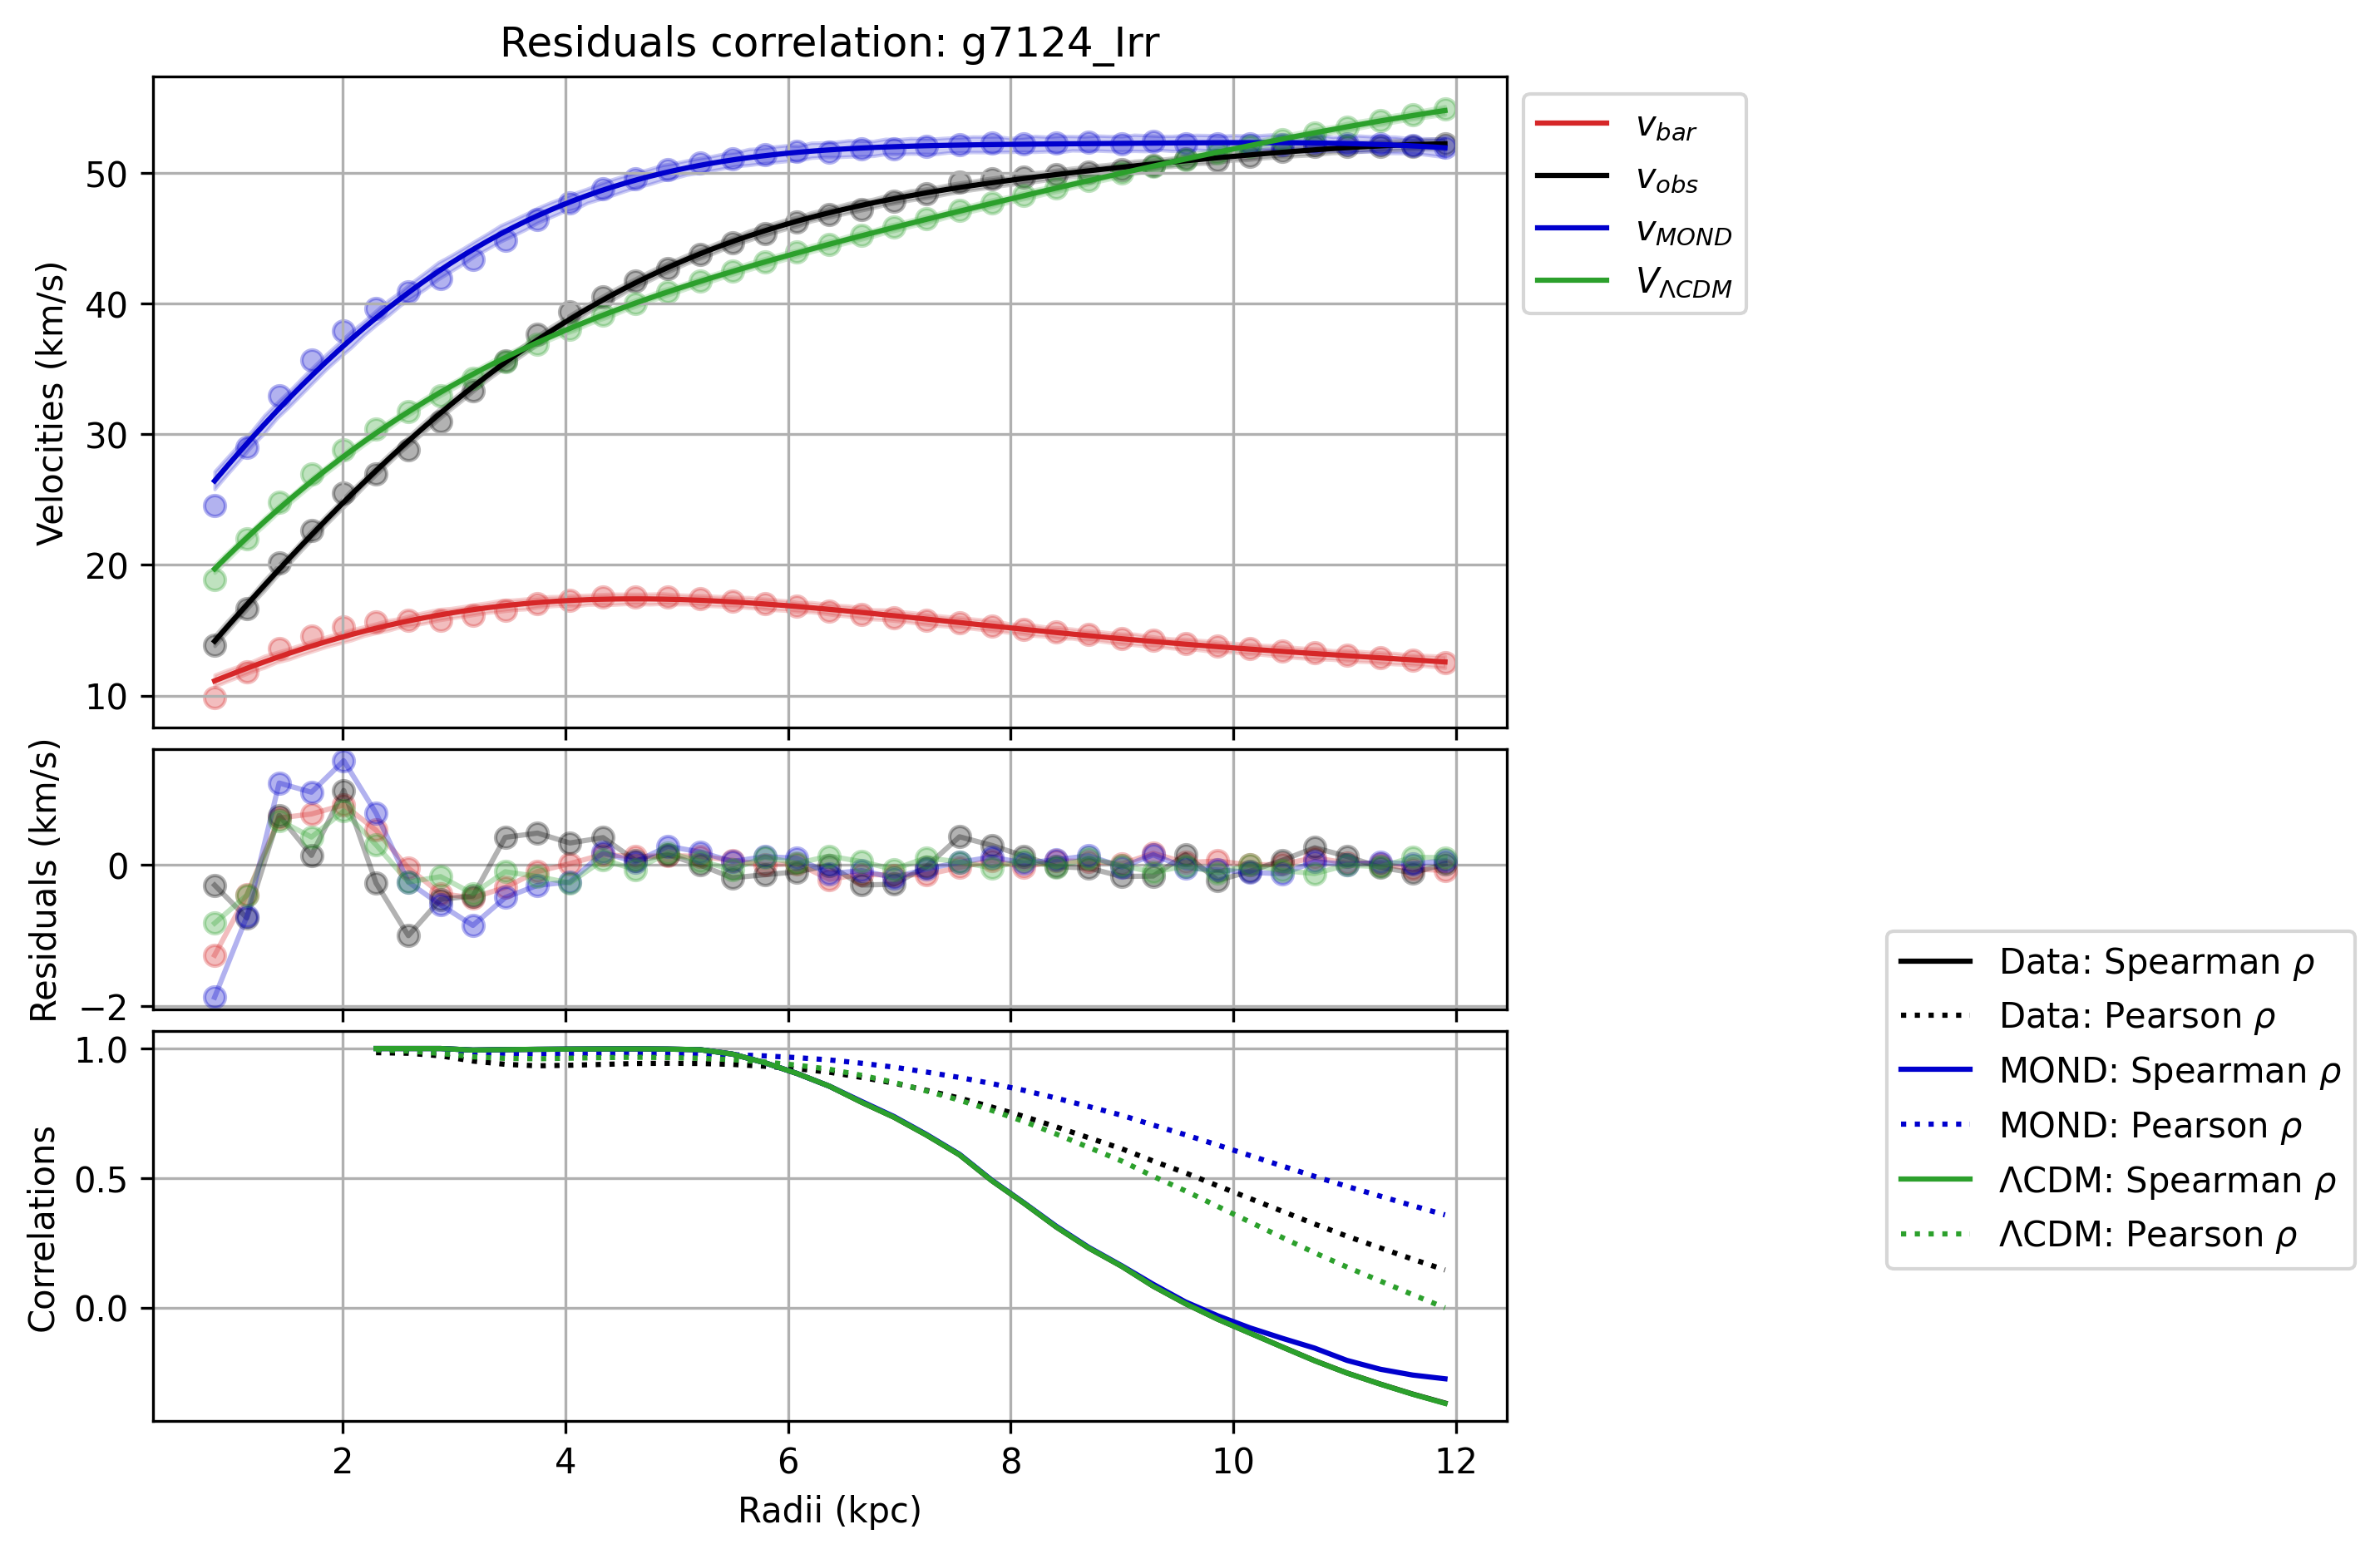 Residuals correlation: g7124_Irr
Velocities (km/s)
50
40
30
20
10
v_bar
v_obs
v_MOND
V_ΛCDM
Residuals (km/s)
0
−2
Correlations
1.0
0.5
0.0
Data: Spearman ρ
Data: Pearson ρ
MOND: Spearman ρ
MOND: Pearson ρ
ΛCDM: Spearman ρ
ΛCDM: Pearson ρ
2 4 6 8 10 12
Radii (kpc)